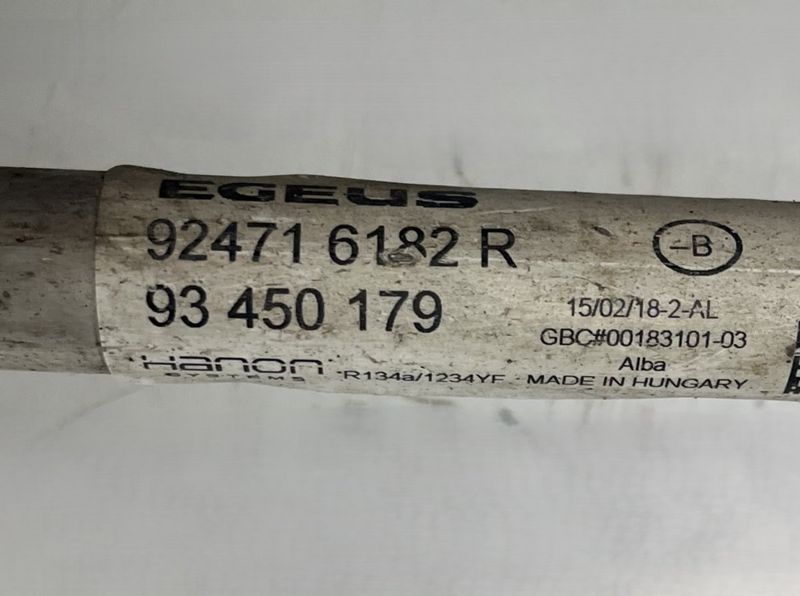 EGEUS
92471 6182 R
-B
93 450 179
15/02/18-2-AL
GBC#00183101-03
Alba
Hanon
SYSTEMS
R134a/1234YF · MADE IN HUNGARY